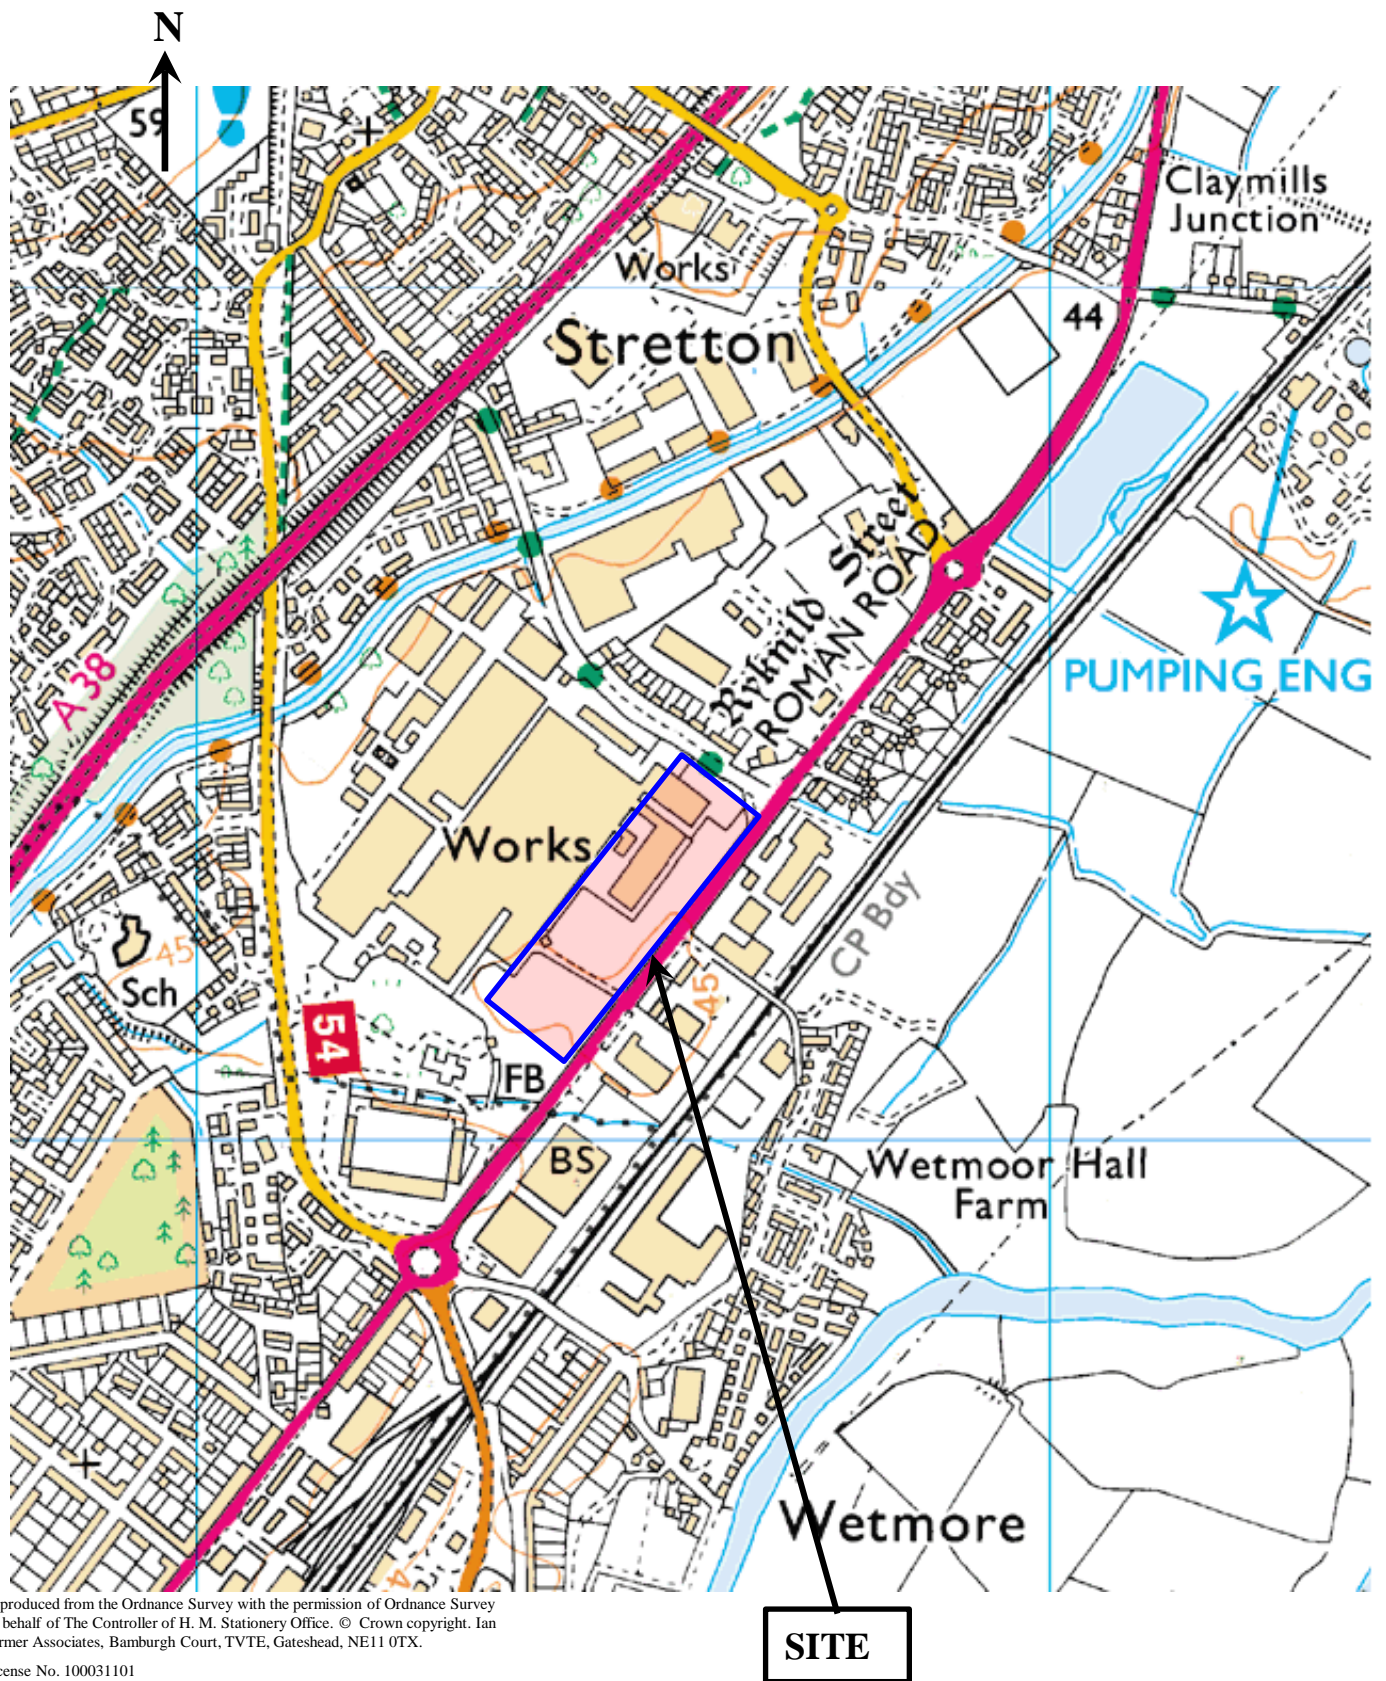 N
59
Claymills
Junction
Works
44
Stretton
Ryknild Street
ROMAN ROAD
A 38
PUMPING ENG
Works
CP Bdy
45
Sch
45
54
FB
BS
Wetmoor Hall
Farm
Wetmore
produced from the Ordnance Survey with the permission of Ordnance Survey
behalf of The Controller of H. M. Stationery Office. © Crown copyright. Ian
rmer Associates, Bamburgh Court, TVTE, Gateshead, NE11 0TX.
SITE
ense No. 100031101